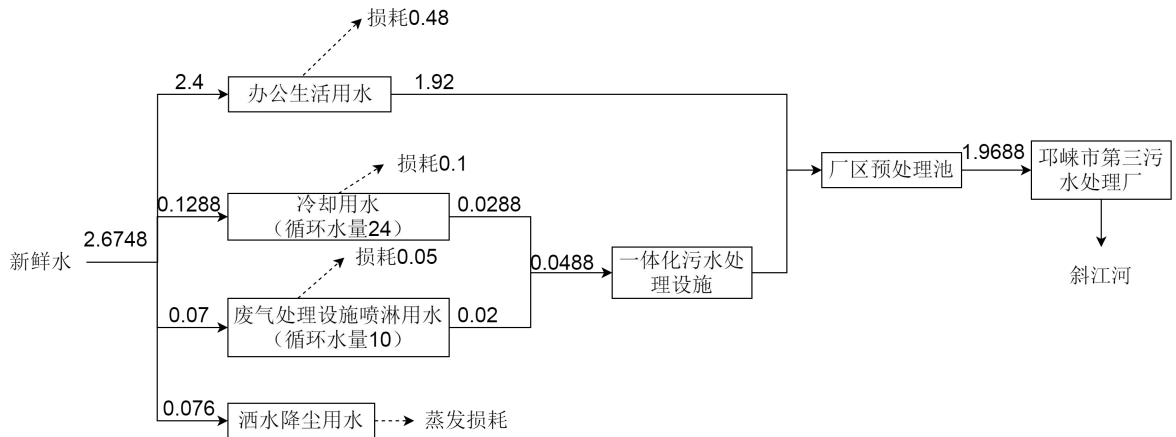 损耗0.48
2.4
办公生活用水
1.92
损耗0.1
厂区预处理池
1.9688
邛崃市第三污
水处理厂
0.1288
冷却用水
（循环水量24）
0.0288
新鲜水
2.6748
损耗0.05
0.0488
一体化污水处
理设施
斜江河
0.07
废气处理设施喷淋用水
（循环水量10）
0.02
0.076
洒水降尘用水
蒸发损耗